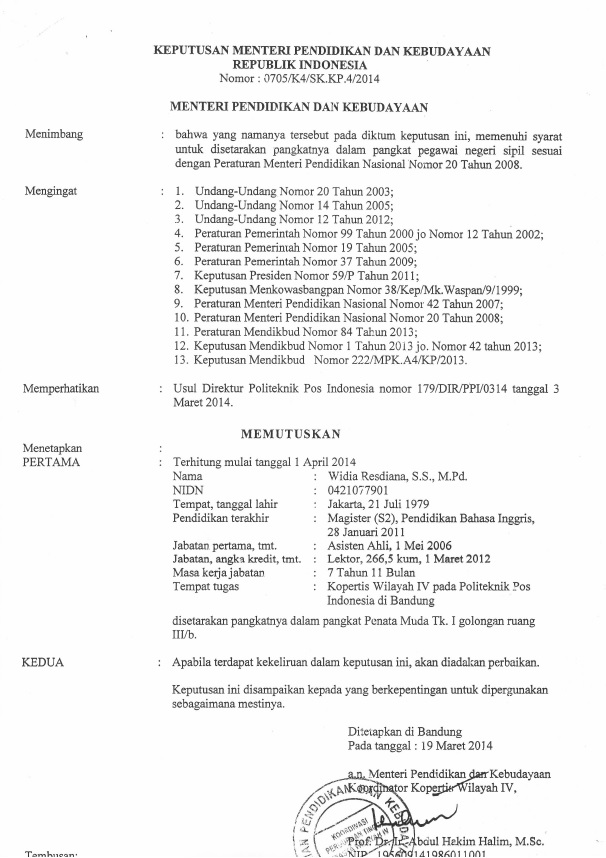 KEPUTUSAN MENTERI PENDIDIKAN DAN KEBUDAYAAN
REPUBLIK INDONESIA
Nomor : 0705/K4/SK.KP.4/2014
MENTERI PENDIDIKAN DAN KEBUDAYAAN
Menimbang : bahwa yang namanya tersebut pada diktum keputusan ini, memenuhi syarat
untuk disetarakan pangkatnya dalam pangkat pegawai negeri sipil sesuai
dengan Peraturan Menteri Pendidikan Nasional Nomor 20 Tahun 2008.
Mengingat : 1. Undang-Undang Nomor 20 Tahun 2003;
2. Undang-Undang Nomor 14 Tahun 2005;
3. Undang-Undang Nomor 12 Tahun 2012;
4. Peraturan Pemerintah Nomor 99 Tahun 2000 jo Nomor 12 Tahun 2002;
5. Peraturan Pemerintah Nomor 19 Tahun 2005;
6. Peraturan Pemerintah Nomor 37 Tahun 2009;
7. Keputusan Presiden Nomor 59/P Tahun 2011;
8. Keputusan Menkowasbangpan Nomor 38/Kep/Mk.Waspan/9/1999;
9. Peraturan Menteri Pendidikan Nasional Nomor 42 Tahun 2007;
10. Peraturan Menteri Pendidikan Nasional Nomor 20 Tahun 2008;
11. Peraturan Mendikbud Nomor 84 Tahun 2013;
12. Keputusan Mendikbud Nomor 1 Tahun 2013 jo. Nomor 42 tahun 2013;
13. Keputusan Mendikbud Nomor 222/MPK.A4/KP/2013.
Memperhatikan : Usul Direktur Politeknik Pos Indonesia nomor 179/DIR/PPI/0314 tanggal 3
Maret 2014.
MEMUTUSKAN
Menetapkan :
PERTAMA : Terhitung mulai tanggal 1 April 2014
Nama : Widia Resdiana, S.S., M.Pd.
NIDN : 0421077901
Tempat, tanggal lahir : Jakarta, 21 Juli 1979
Pendidikan terakhir : Magister (S2), Pendidikan Bahasa Inggris,
28 Januari 2011
Jabatan pertama, tmt. : Asisten Ahli, 1 Mei 2006
Jabatan, angka kredit, tmt. : Lektor, 266,5 kum, 1 Maret 2012
Masa kerja jabatan : 7 Tahun 11 Bulan
Tempat tugas : Kopertis Wilayah IV pada Politeknik Pos
Indonesia di Bandung
disetarakan pangkatnya dalam pangkat Penata Muda Tk. I golongan ruang
III/b.
KEDUA : Apabila terdapat kekeliruan dalam keputusan ini, akan diadakan perbaikan.
Keputusan ini disampaikan kepada yang berkepentingan untuk dipergunakan
sebagaimana mestinya.
Ditetapkan di Bandung
Pada tanggal : 19 Maret 2014
a.n. Menteri Pendidikan dan Kebudayaan
Koordinator Kopertis Wilayah IV,
Prof. Dr. Ir. Abdul Hakim Halim, M.Sc.
NIP 195609141986011001
Tembusan: